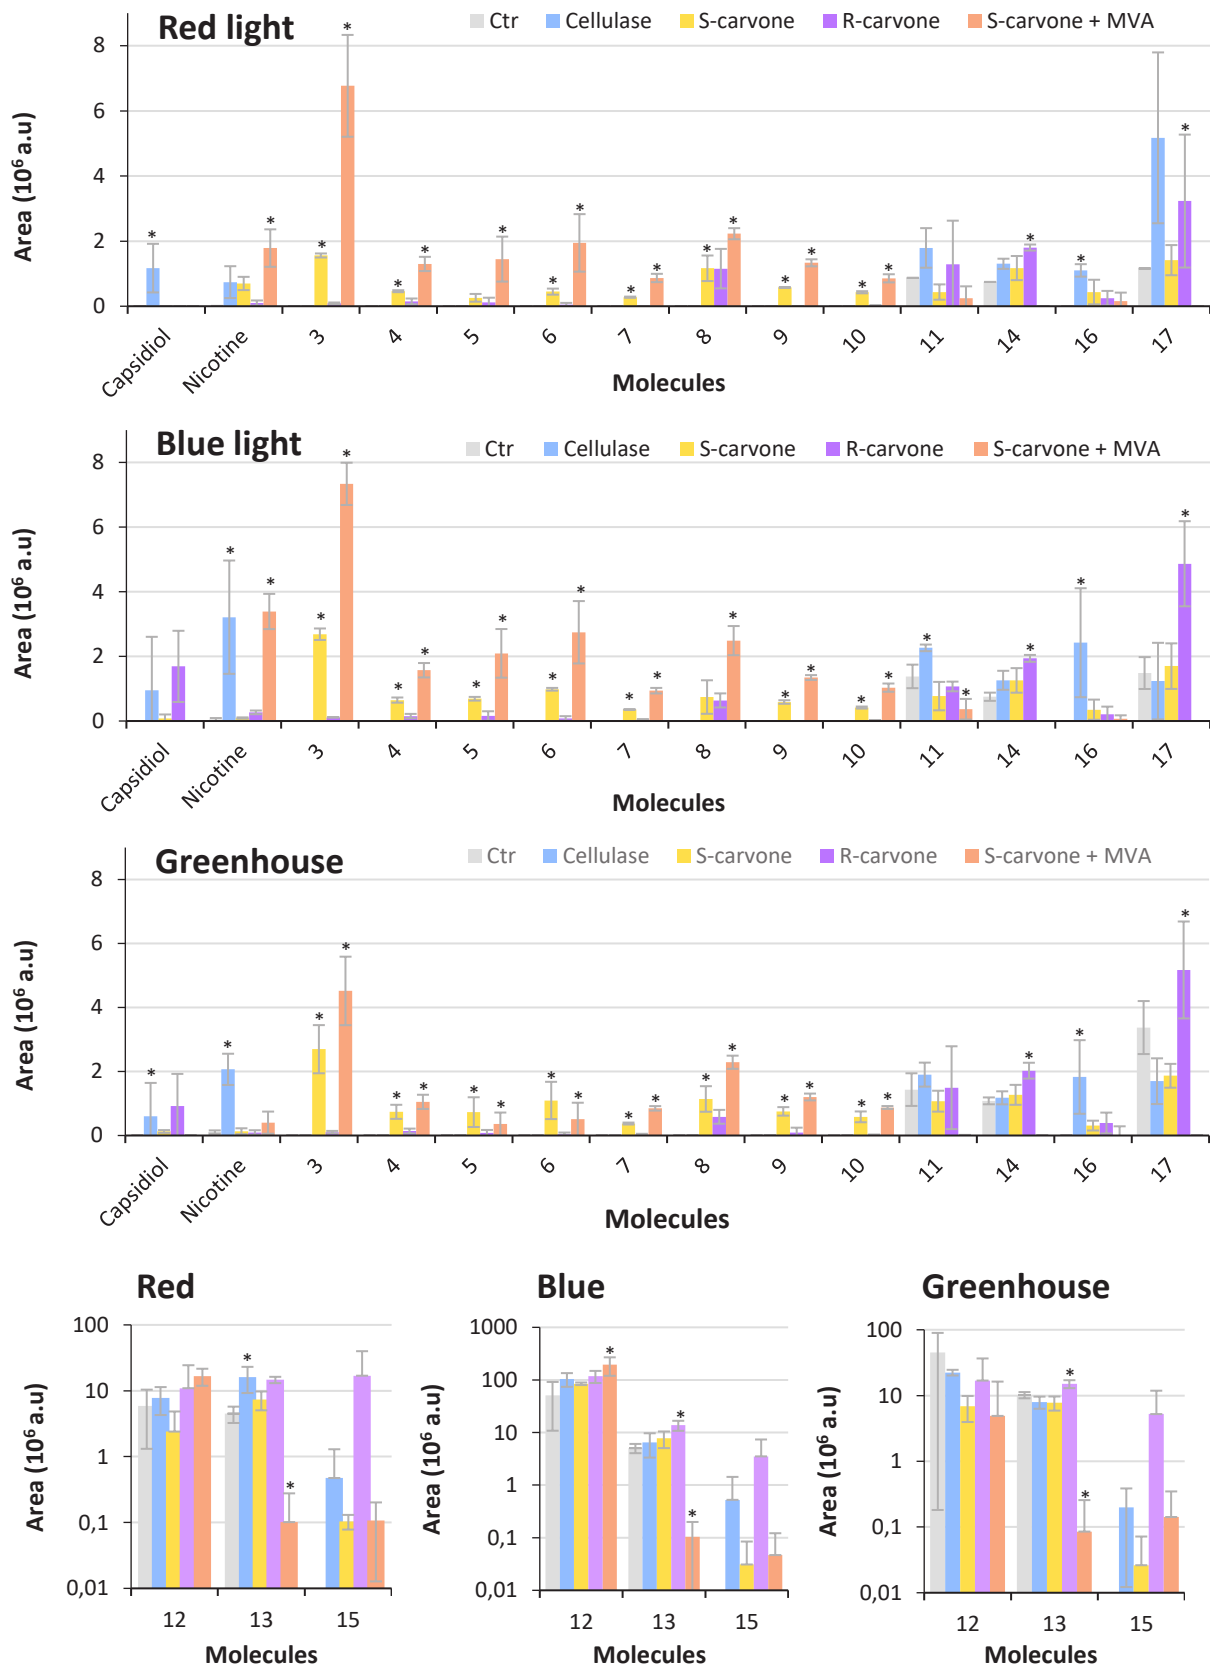 Red light
Ctr Cellulase S-carvone R-carvone S-carvone + MVA
Area (10⁶ a.u)
8
6
4
2
0
* * * * * * * * * * * * * * * * * * * *
Capsidiol Nicotine 3 4 5 6 7 8 9 10 11 14 16 17
Molecules
Blue light
Ctr Cellulase S-carvone R-carvone S-carvone + MVA
Area (10⁶ a.u)
8
6
4
2
0
* * * * * * * * * * * * * * * * * * * * * *
Capsidiol Nicotine 3 4 5 6 7 8 9 10 11 14 16 17
Molecules
Greenhouse
Ctr Cellulase S-carvone R-carvone S-carvone + MVA
Area (10⁶ a.u)
8
6
4
2
0
* * * * * * * * * * * * * * * * * * * * *
Capsidiol Nicotine 3 4 5 6 7 8 9 10 11 14 16 17
Molecules
Red
Area (10⁶ a.u)
100
10
1
0,1
0,01
* *
12 13 15
Molecules
Blue
Area (10⁶ a.u)
1000
100
10
1
0,1
0,01
* * *
12 13 15
Molecules
Greenhouse
Area (10⁶ a.u)
100
10
1
0,1
0,01
* *
12 13 15
Molecules